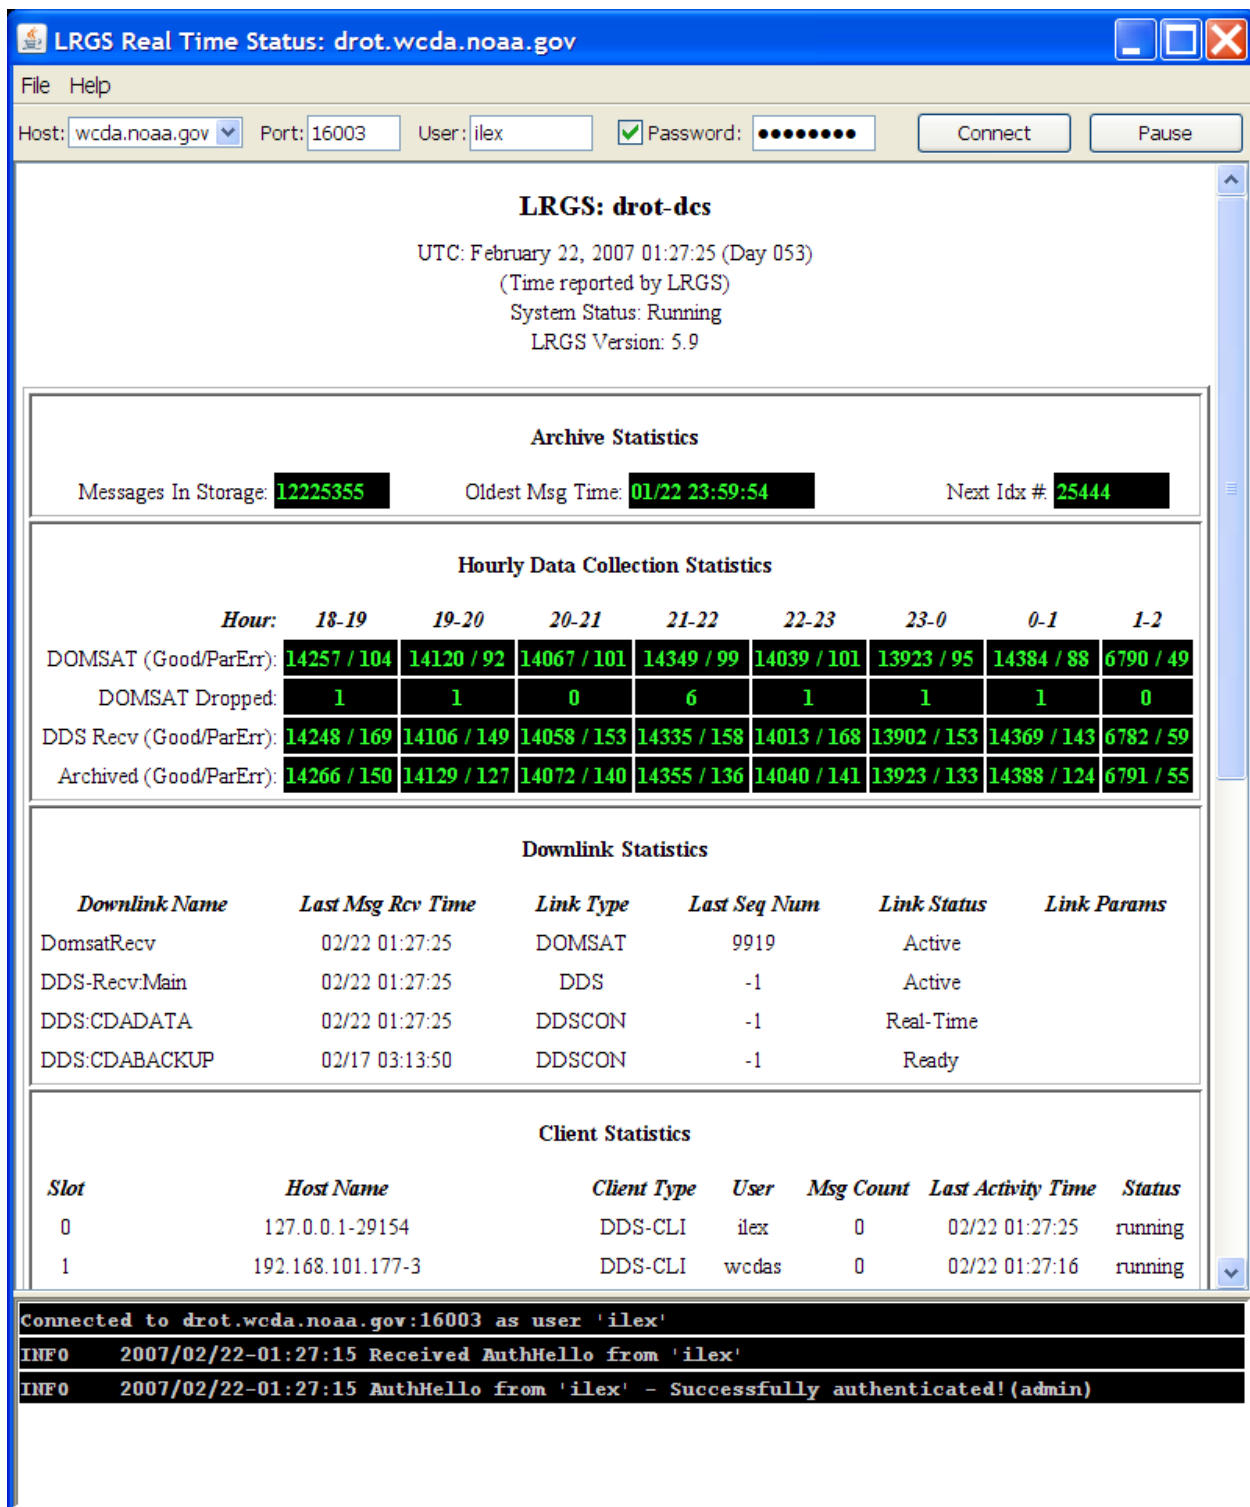 LRGS Real Time Status: drot.wcda.noaa.gov
File Help
Host: wcda.noaa.gov Port: 16003 User: ilex Password: ●●●●●●●● Connect Pause
LRGS: drot-dcs
UTC: February 22, 2007 01:27:25 (Day 053)
(Time reported by LRGS)
System Status: Running
LRGS Version: 5.9
Archive Statistics
Messages In Storage: 12225355 Oldest Msg Time: 01/22 23:59:54 Next Idx #: 25444
Hourly Data Collection Statistics
Hour: 18-19 19-20 20-21 21-22 22-23 23-0 0-1 1-2
DOMSAT (Good/ParErr): 14257 / 104 14120 / 92 14067 / 101 14349 / 99 14039 / 101 13923 / 95 14384 / 88 6790 / 49
DOMSAT Dropped: 1 1 0 6 1 1 1 0
DDS Recv (Good/ParErr): 14248 / 169 14106 / 149 14058 / 153 14335 / 158 14013 / 168 13902 / 153 14369 / 143 6782 / 59
Archived (Good/ParErr): 14266 / 150 14129 / 127 14072 / 140 14355 / 136 14040 / 141 13923 / 133 14388 / 124 6791 / 55
Downlink Statistics
Downlink Name Last Msg Rcv Time Link Type Last Seq Num Link Status Link Params
DomsatRecv 02/22 01:27:25 DOMSAT 9919 Active
DDS-Recv:Main 02/22 01:27:25 DDS -1 Active
DDS:CDADATA 02/22 01:27:25 DDSCON -1 Real-Time
DDS:CDABACKUP 02/17 03:13:50 DDSCON -1 Ready
Client Statistics
Slot Host Name Client Type User Msg Count Last Activity Time Status
0 127.0.0.1-29154 DDS-CLI ilex 0 02/22 01:27:25 running
1 192.168.101.177-3 DDS-CLI wcdas 0 02/22 01:27:16 running
Connected to drot.wcda.noaa.gov:16003 as user 'ilex'
INFO 2007/02/22-01:27:15 Received AuthHello from 'ilex'
INFO 2007/02/22-01:27:15 AuthHello from 'ilex' - Successfully authenticated!(admin)